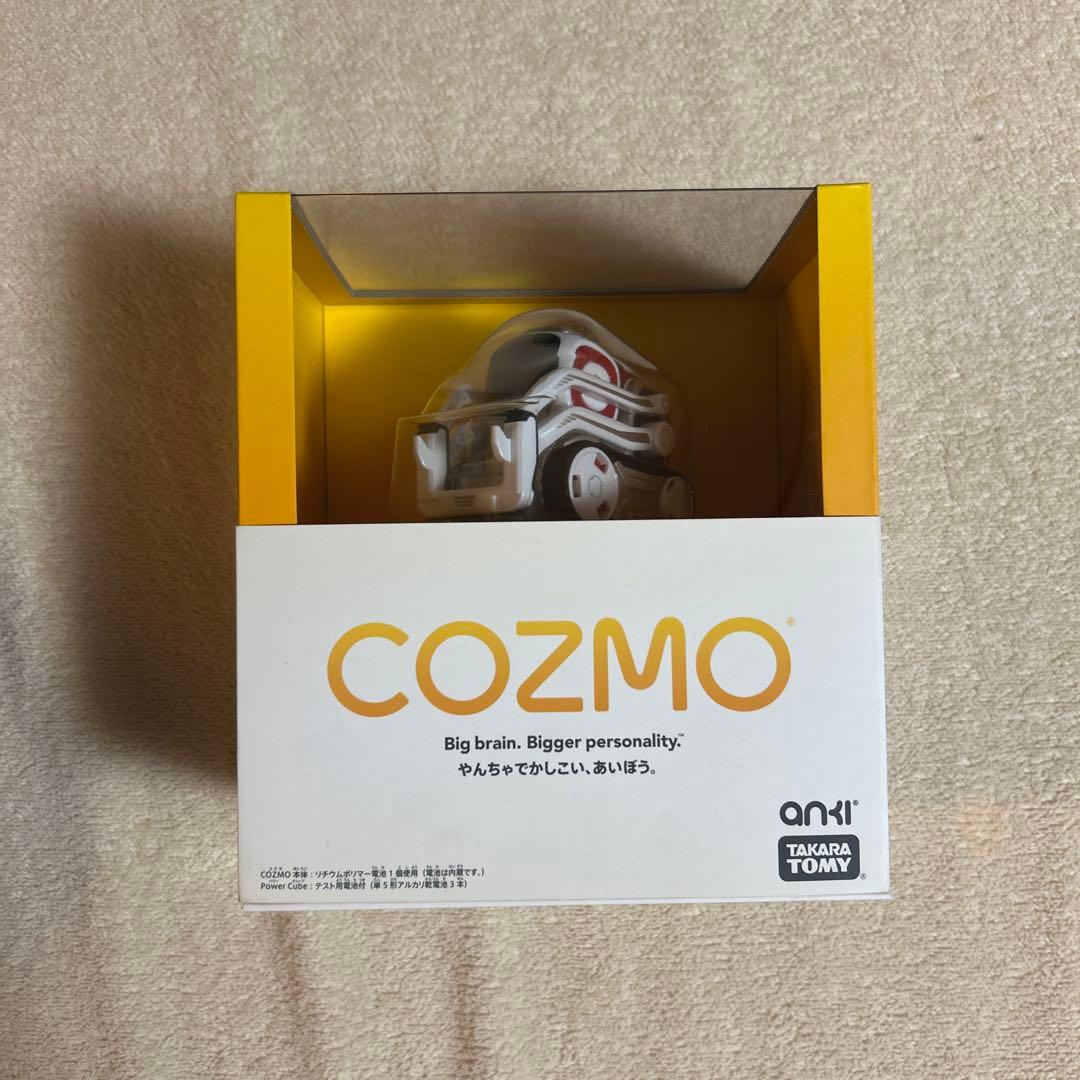 COZMO®
Big brain. Bigger personality.™
やんちゃでかしこい、あいぼう。
anki®
TAKARA
TOMY®
COZMO 本体：リチウムポリマー電池1個使用（電池は内蔵です。）
Power Cube：テスト用電池付（単5形アルカリ乾電池3本）